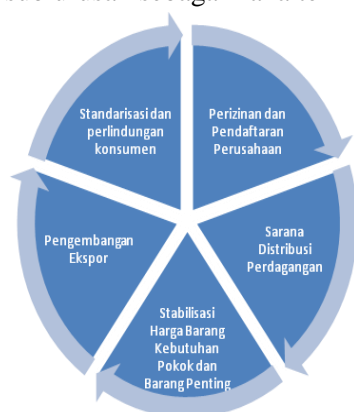 Standarisasi dan
perlindungan
konsumen
Perizinan dan
Pendaftaran
Perusahaan
Sarana
Distribusi
Perdagangan
Stabilisasi
Harga Barang
Kebutuhan
Pokok dan
Barang Penting
Pengembangan
Ekspor